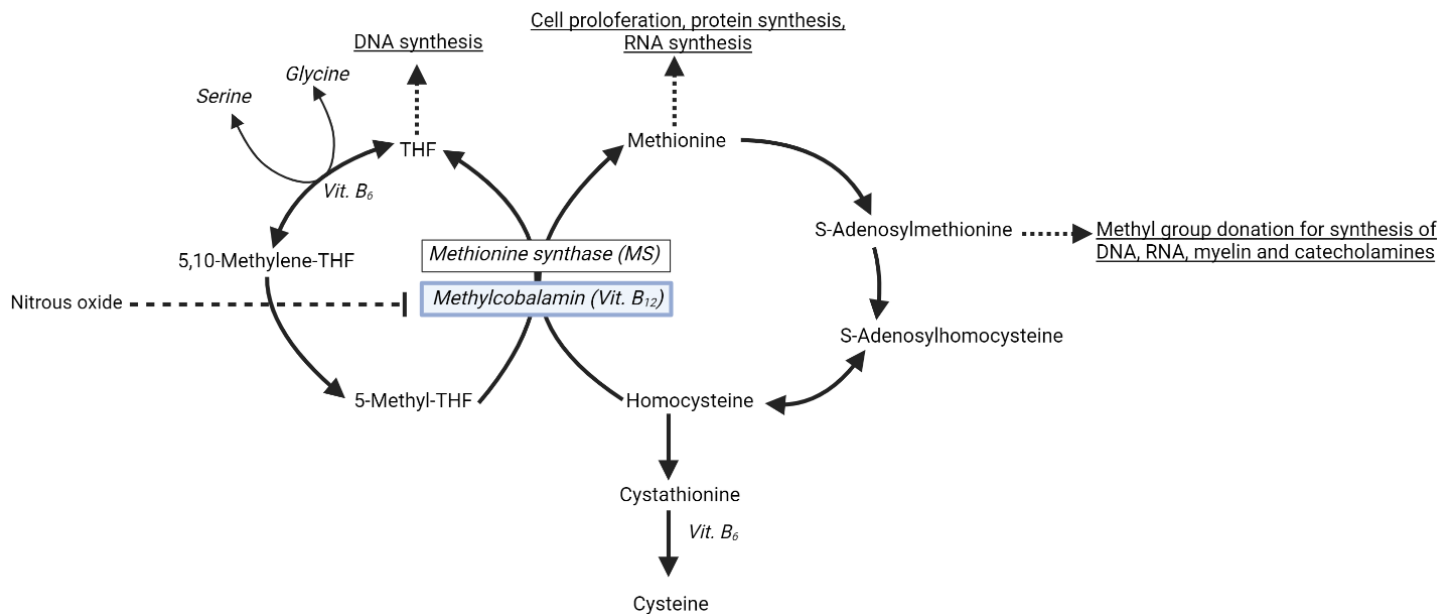 Cell proloferation, protein synthesis,
RNA synthesis
DNA synthesis
Glycine
Serine
THF
Methionine
Vit. B₆
S-Adenosylmethionine
Methyl group donation for synthesis of
DNA, RNA, myelin and catecholamines
5,10-Methylene-THF
Methionine synthase (MS)
Nitrous oxide
Methylcobalamin (Vit. B₁₂)
S-Adenosylhomocysteine
5-Methyl-THF
Homocysteine
Cystathionine
Vit. B₆
Cysteine